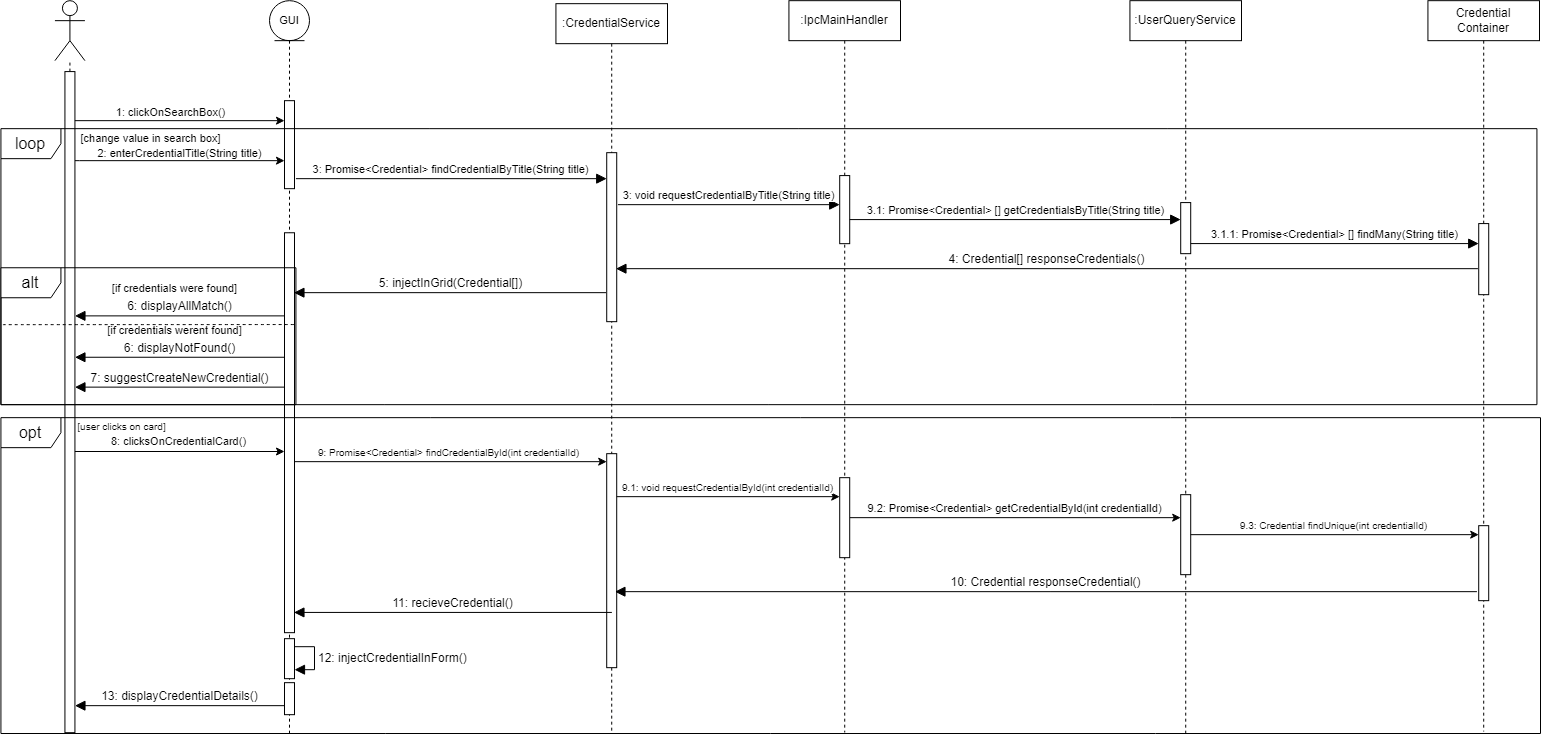 GUI
:CredentialService
:IpcMainHandler
:UserQueryService
Credential
Container
1: clickOnSearchBox()
loop
[change value in search box]
2: enterCredentialTitle(String title)
3: Promise<Credential> findCredentialByTitle(String title)
3: void requestCredentialByTitle(String title)
3.1: Promise<Credential> [] getCredentialsByTitle(String title)
3.1.1: Promise<Credential> [] findMany(String title)
4: Credential[] responseCredentials()
5: injectInGrid(Credential[])
alt
[if credentials were found]
6: displayAllMatch()
[if credentials werent found]
6: displayNotFound()
7: suggestCreateNewCredential()
opt
[user clicks on card]
8: clicksOnCredentialCard()
9: Promise<Credential> findCredentialById(int credentialId)
9.1: void requestCredentialById(int credentialId)
9.2: Promise<Credential> getCredentialById(int credentialId)
9.3: Credential findUnique(int credentialId)
10: Credential responseCredential()
11: recieveCredential()
12: injectCredentialInForm()
13: displayCredentialDetails()